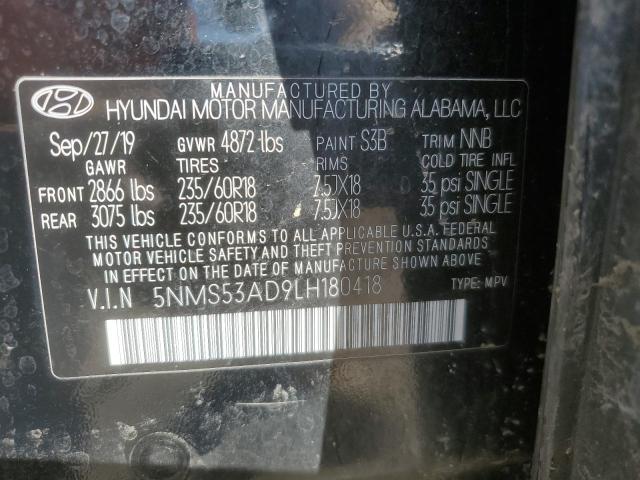 MANUFACTURED BY
HYUNDAI MOTOR MANUFACTURING ALABAMA, LLC
Sep/27/19 GVWR 4872 lbs PAINT S3B TRIM NNB
GAWR TIRES RIMS COLD TIRE INFL
FRONT 2866 lbs 235/60R18 7.5JX18 35 psi SINGLE
REAR 3075 lbs 235/60R18 7.5JX18 35 psi SINGLE
THIS VEHICLE CONFORMS TO ALL APPLICABLE U.S.A. FEDERAL
MOTOR VEHICLE SAFETY AND THEFT PREVENTION STANDARDS
IN EFFECT ON THE DATE OF MANUFACTURE SHOWN ABOVE.
V.I.N 5NMS53AD9LH180418 TYPE: MPV